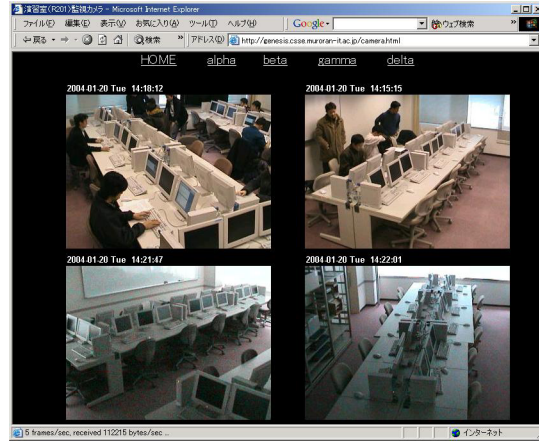 演習室(R201)監視カメラ - Microsoft Internet Explorer
ファイル(F) 編集(E) 表示(V) お気に入り(A) ツール(T) ヘルプ(H) Google ウェブ検索 »
戻る 検索 » アドレス(D) http://genesis.csse.muroran-it.ac.jp/camera.html
HOME alpha beta gamma delta
2004-01-20 Tue 14:18:12 2004-01-20 Tue 14:15:15
2004-01-20 Tue 14:21:47 2004-01-20 Tue 14:22:01
5 frames/sec, received 112215 bytes/sec ... インターネット